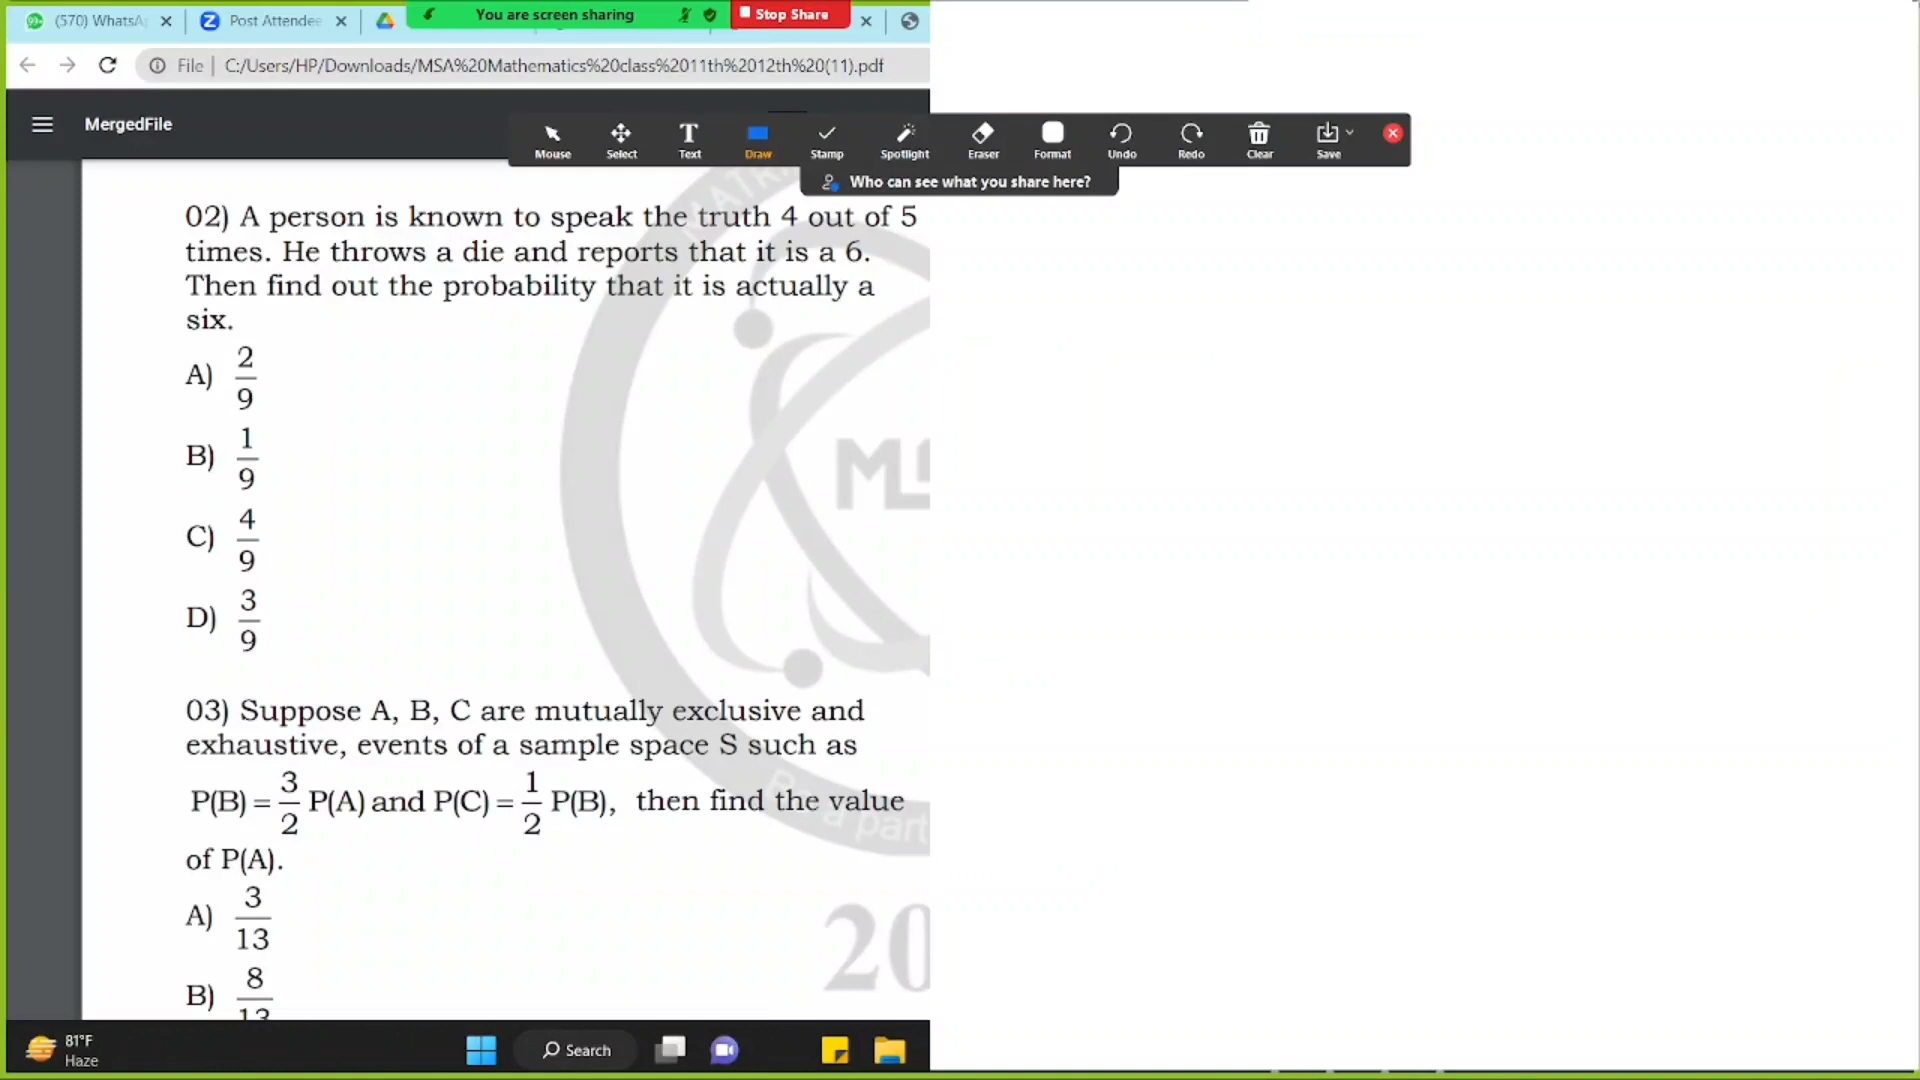 (570) WhatsA
Post Attendee
You are screen sharing
Stop Share
File
C:/Users/HP/Downloads/MSA%20Mathematics%20class%2011th%2012th%20(11).pdf
MergedFile
Mouse Select Text Draw Stamp Spotlight Eraser Format Undo Redo Clear Save
Who can see what you share here?
02) A person is known to speak the truth 4 out of 5
times. He throws a die and reports that it is a 6.
Then find out the probability that it is actually a
six.
A) 2/9
B) 1/9
C) 4/9
D) 3/9
03) Suppose A, B, C are mutually exclusive and
exhaustive, events of a sample space S such as
P(B) = 3/2 P(A) and P(C) = 1/2 P(B), then find the value
of P(A).
A) 3/13
B) 8/13
20
81°F
Haze
Search